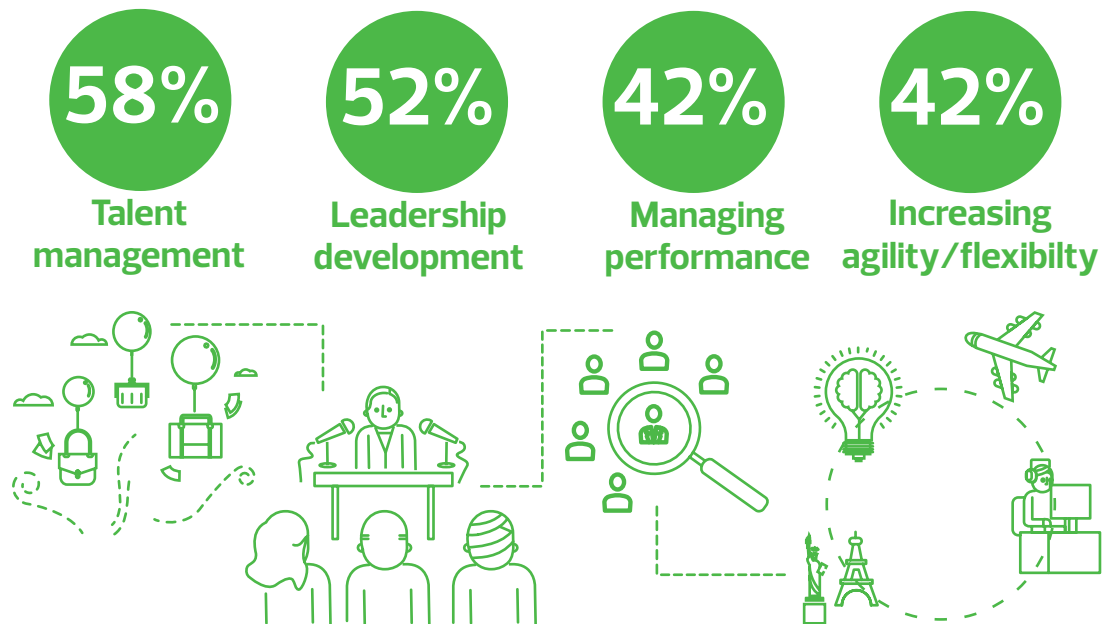 58%
Talent
management
52%
Leadership
development
42%
Managing
performance
42%
Increasing
agility/flexibilty